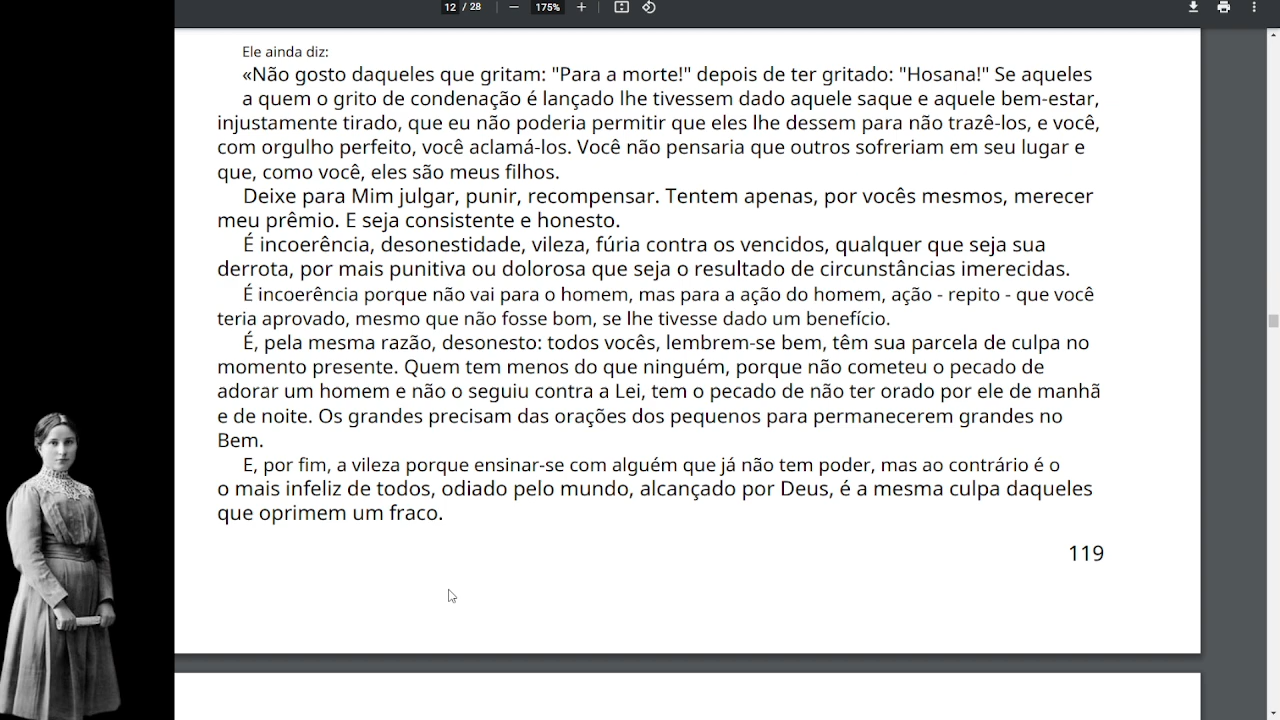 12 / 28 — 175% +
Ele ainda diz:
«Não gosto daqueles que gritam: "Para a morte!" depois de ter gritado: "Hosana!" Se aqueles
a quem o grito de condenação é lançado lhe tivessem dado aquele saque e aquele bem-estar,
injustamente tirado, que eu não poderia permitir que eles lhe dessem para não trazê-los, e você,
com orgulho perfeito, você aclamá-los. Você não pensaria que outros sofreriam em seu lugar e
que, como você, eles são meus filhos.
Deixe para Mim julgar, punir, recompensar. Tentem apenas, por vocês mesmos, merecer
meu prêmio. E seja consistente e honesto.
É incoerência, desonestidade, vileza, fúria contra os vencidos, qualquer que seja sua
derrota, por mais punitiva ou dolorosa que seja o resultado de circunstâncias imerecidas.
É incoerência porque não vai para o homem, mas para a ação do homem, ação - repito - que você
teria aprovado, mesmo que não fosse bom, se lhe tivesse dado um benefício.
É, pela mesma razão, desonesto: todos vocês, lembrem-se bem, têm sua parcela de culpa no
momento presente. Quem tem menos do que ninguém, porque não cometeu o pecado de
adorar um homem e não o seguiu contra a Lei, tem o pecado de não ter orado por ele de manhã
e de noite. Os grandes precisam das orações dos pequenos para permanecerem grandes no
Bem.
E, por fim, a vileza porque ensinar-se com alguém que já não tem poder, mas ao contrário é o
o mais infeliz de todos, odiado pelo mundo, alcançado por Deus, é a mesma culpa daqueles
que oprimem um fraco.
119